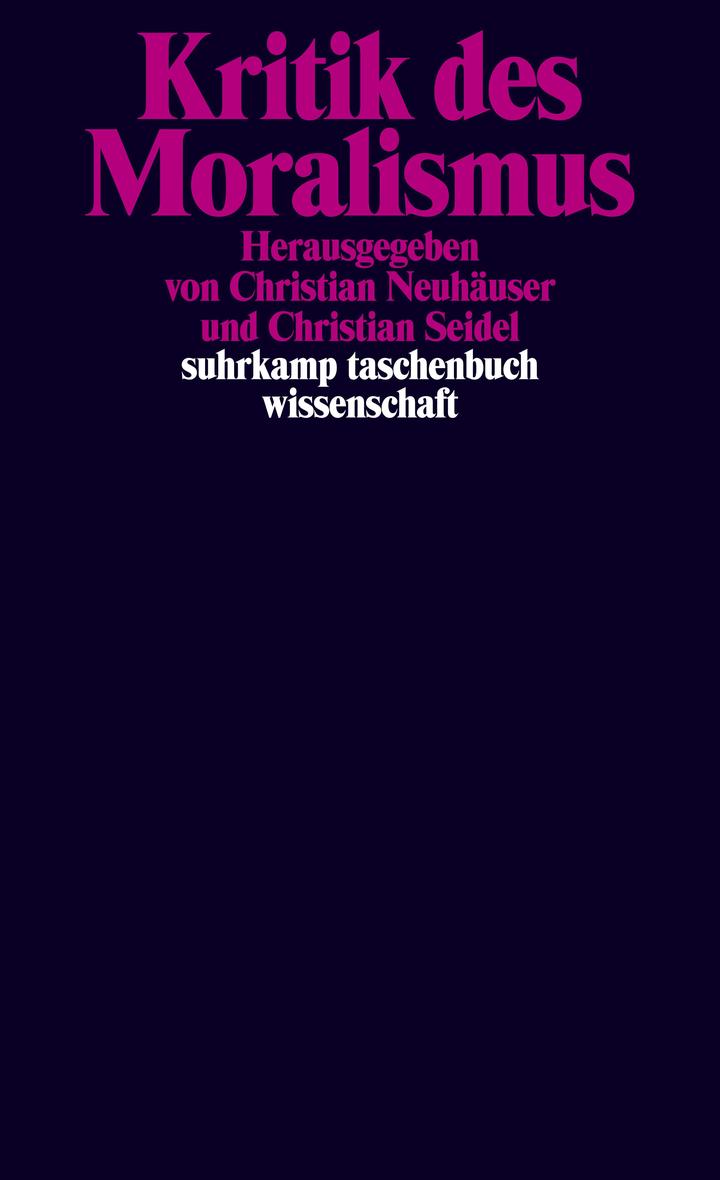 Kritik des
Moralismus
Herausgegeben
von Christian Neuhäuser
und Christian Seidel
suhrkamp taschenbuch
wissenschaft